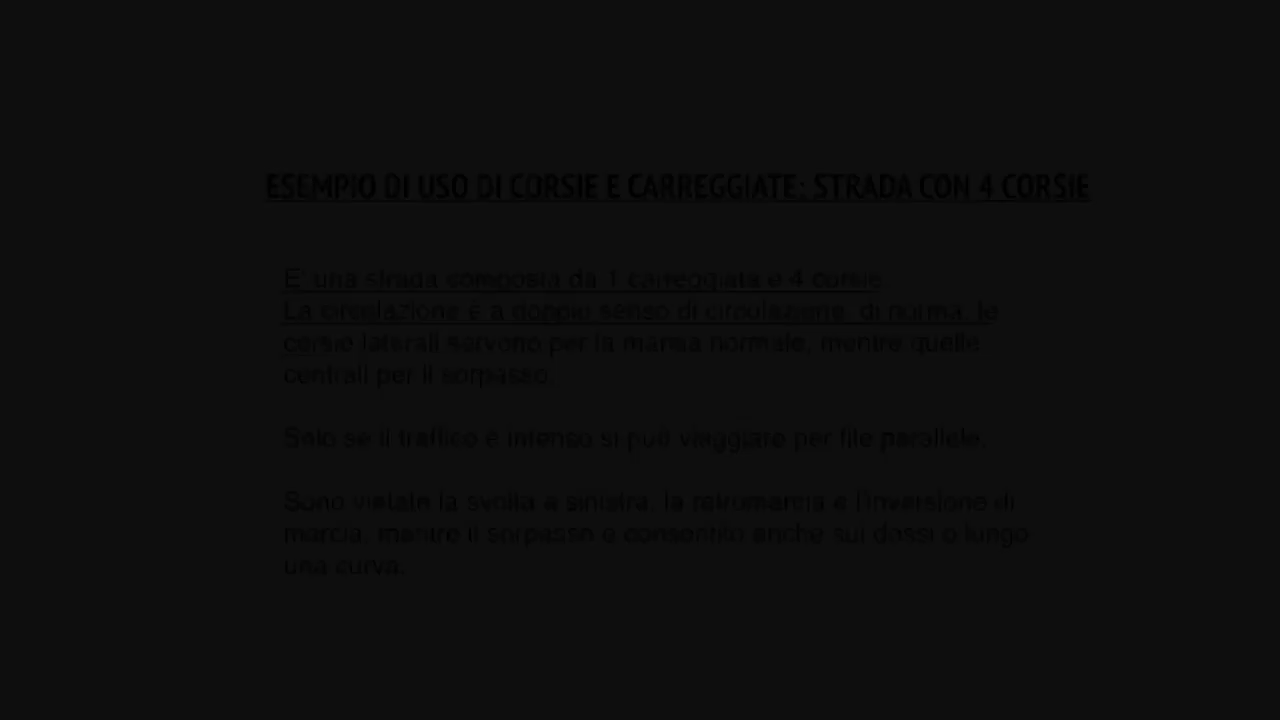 ESEMPIO DI USO DI CORSIE E CARREGGIATE: STRADA CON 4 CORSIE
E' una strada composta da 1 carreggiata e 4 corsie
La circolazione è a doppio senso di circolazione, di norma, le
corsie laterali servono per la marcia normale, mentre quelle
centrali per il sorpasso.
Solo se il traffico è intenso si può viaggiare per file parallele.
Sono vietate la svolta a sinistra, la retromarcia e l'inversione di
marcia, mentre il sorpasso è consentito anche sui dossi o lungo
una curva.